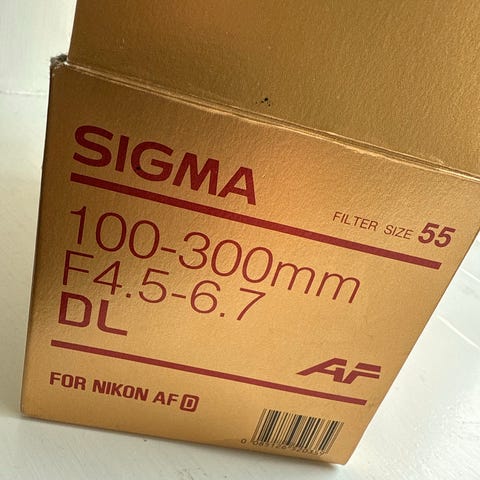 SIGMA
FILTER SIZE 55
100-300mm
F4.5-6.7
DL
AF
FOR NIKON AF D